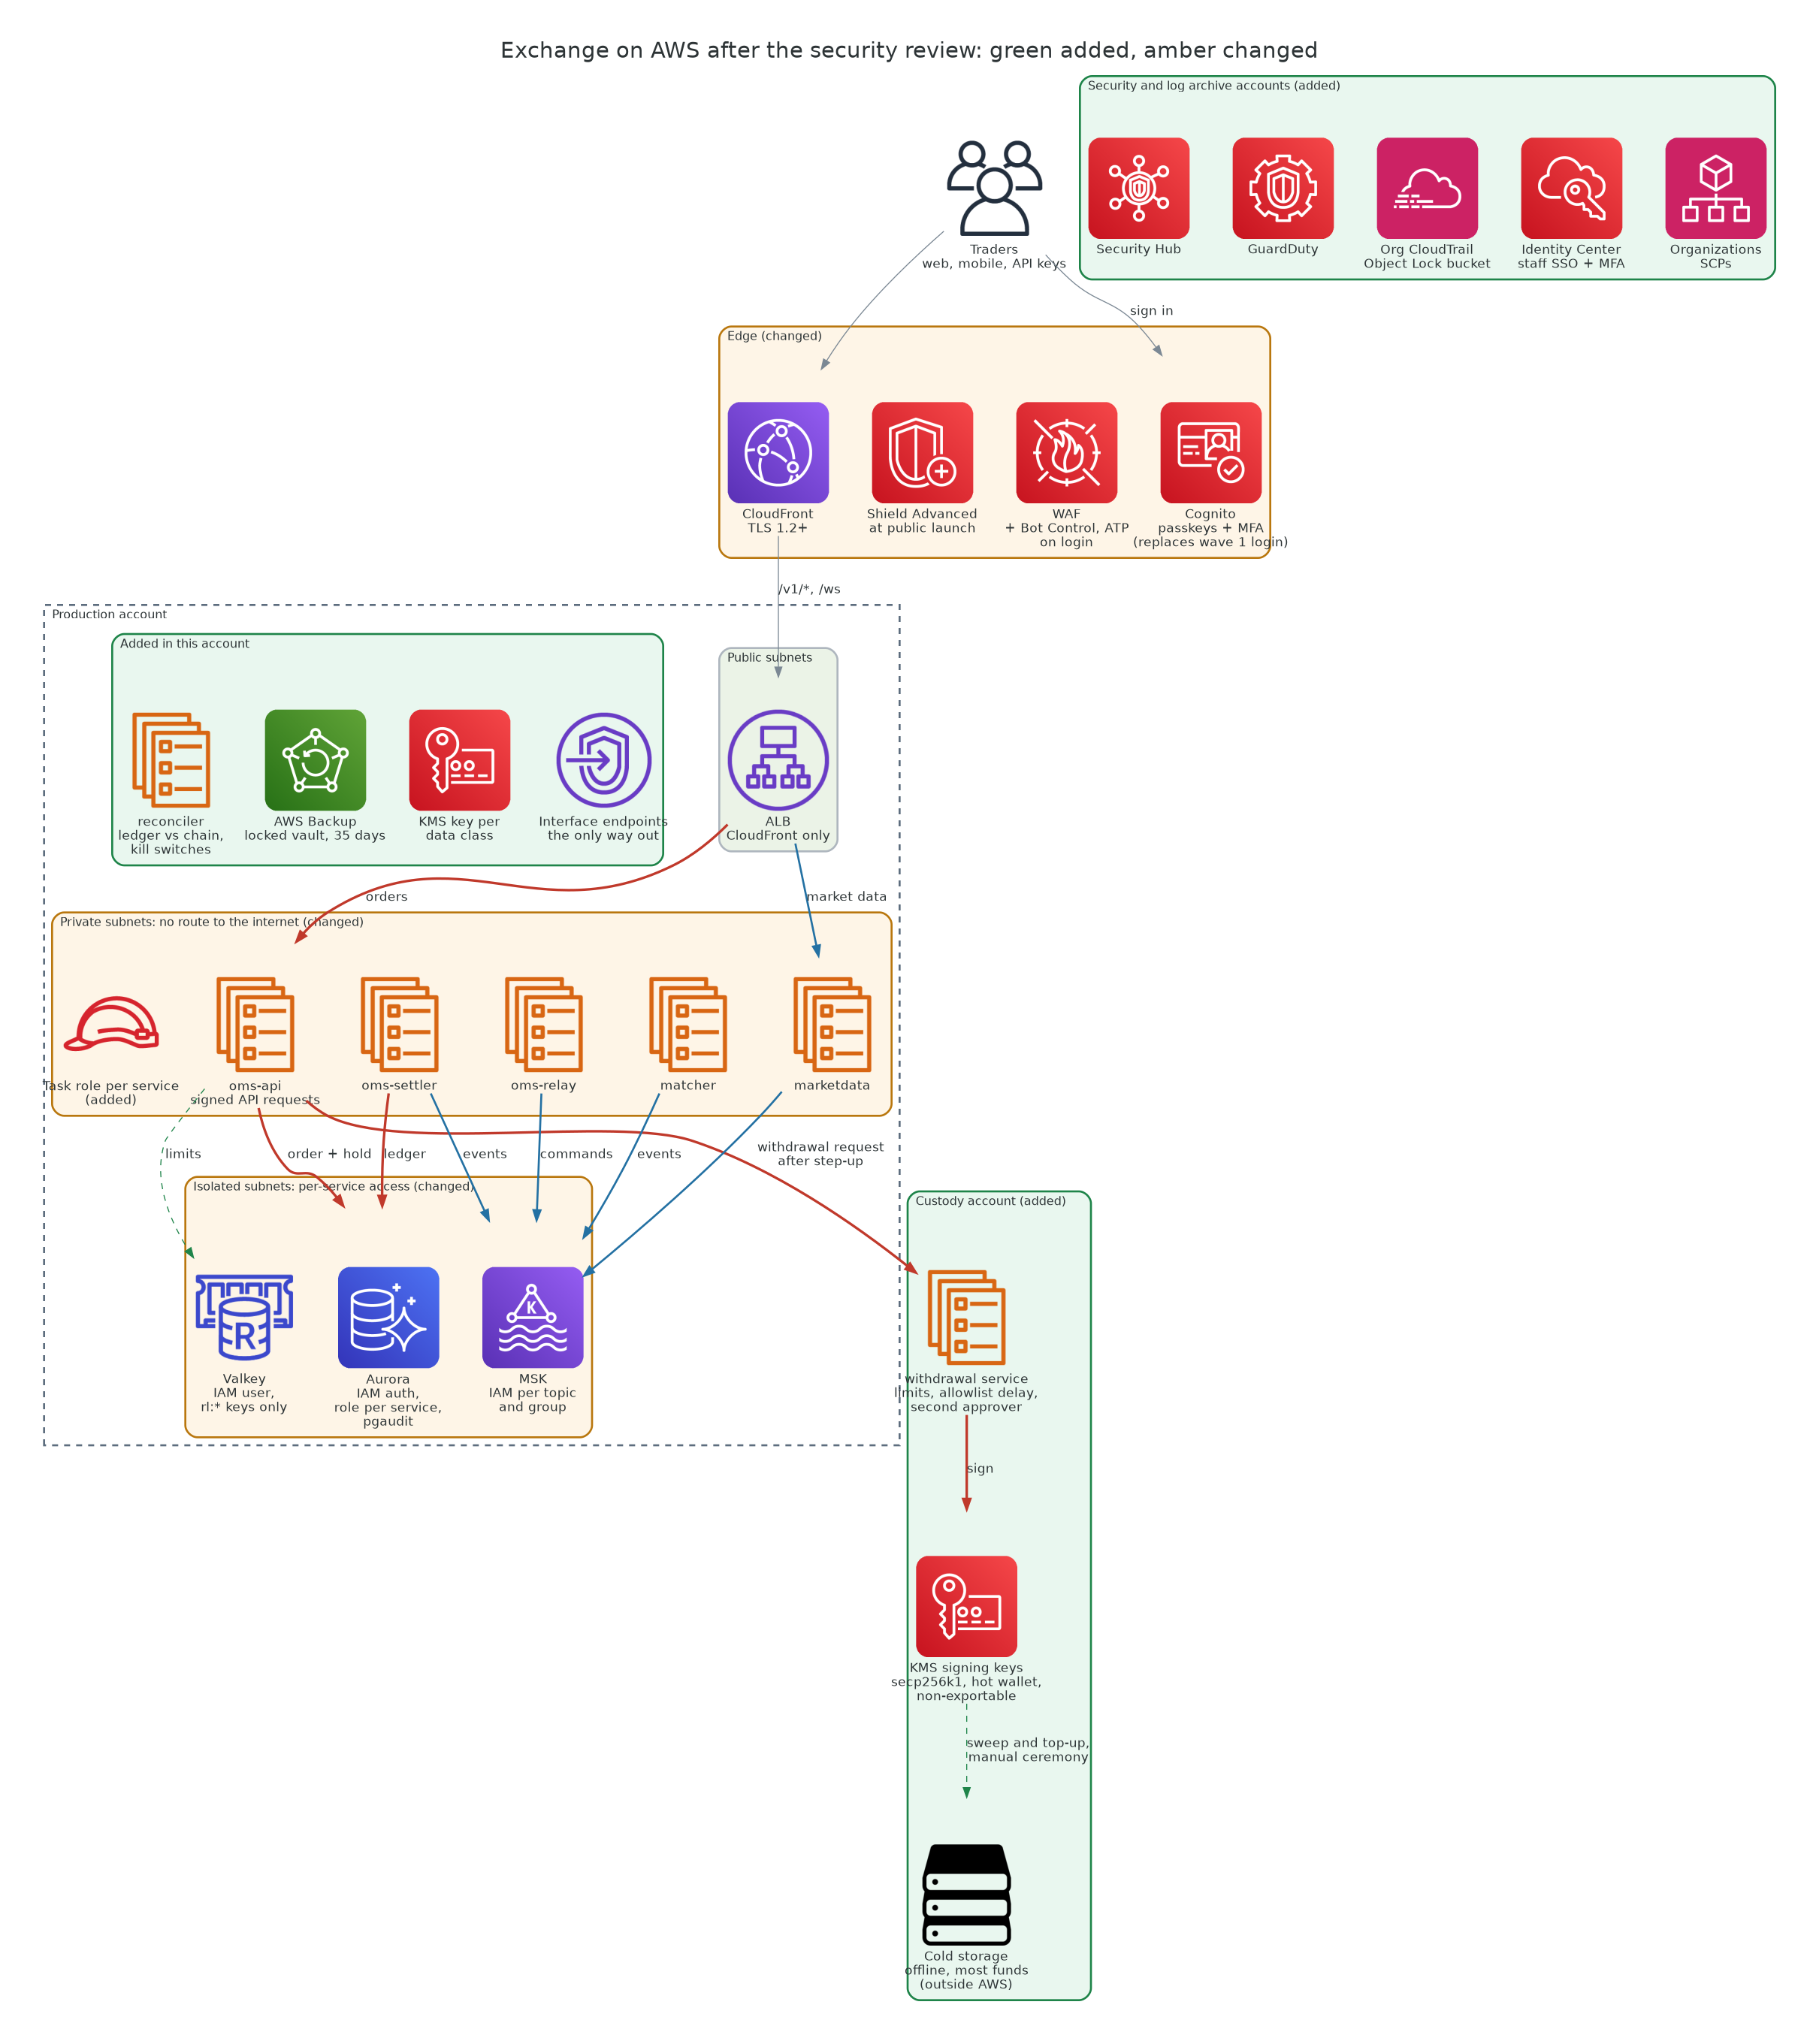 Exchange on AWS after the security review: green added, amber changed
Security and log archive accounts (added)
Traders
web, mobile, API keys
Security Hub
GuardDuty
Org CloudTrail
Object Lock bucket
Identity Center
staff SSO + MFA
Organizations
SCPs
sign in
Edge (changed)
CloudFront
TLS 1.2+
Shield Advanced
at public launch
WAF
+ Bot Control, ATP
on login
Cognito
passkeys + MFA
(replaces wave 1 login)
/v1/*, /ws
Production account
Added in this account
Public subnets
reconciler
ledger vs chain,
kill switches
AWS Backup
locked vault, 35 days
KMS key per
data class
Interface endpoints
the only way out
ALB
CloudFront only
orders
market data
Private subnets: no route to the internet (changed)
Task role per service
(added)
oms-api
signed API requests
oms-settler
oms-relay
matcher
marketdata
limits
order + hold
ledger
events
commands
events
withdrawal request
after step-up
Isolated subnets: per-service access (changed)
Custody account (added)
R
K
Valkey
IAM user,
rl:* keys only
Aurora
IAM auth,
role per service,
pgaudit
MSK
IAM per topic
and group
withdrawal service
limits, allowlist delay,
second approver
sign
KMS signing keys
secp256k1, hot wallet,
non-exportable
sweep and top-up,
manual ceremony
Cold storage
offline, most funds
(outside AWS)